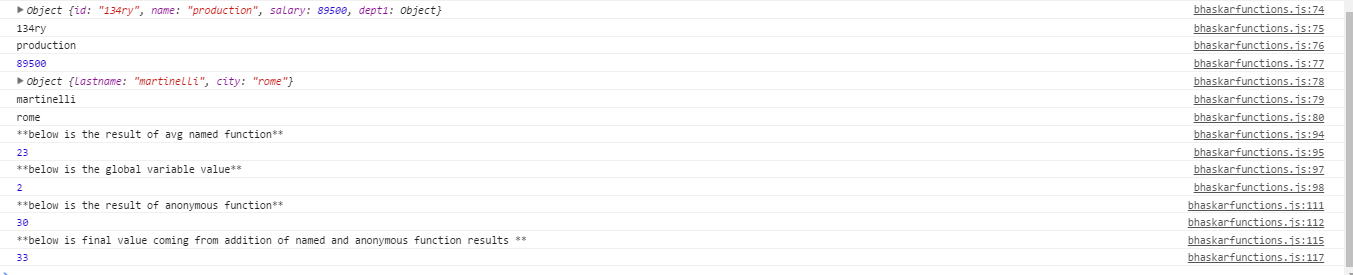 ▶Object {id: "134ry", name: "production", salary: 89500, dept1: Object} bhaskarfunctions.js:74
134ry bhaskarfunctions.js:75
production bhaskarfunctions.js:76
89500 bhaskarfunctions.js:77
▶Object {lastname: "martinelli", city: "rome"} bhaskarfunctions.js:78
martinelli bhaskarfunctions.js:79
rome bhaskarfunctions.js:80
**below is the result of avg named function** bhaskarfunctions.js:94
23 bhaskarfunctions.js:95
**below is the global variable value** bhaskarfunctions.js:97
2 bhaskarfunctions.js:98
**below is the result of anonymous function** bhaskarfunctions.js:111
30 bhaskarfunctions.js:112
**below is final value coming from addition of named and anonymous function results ** bhaskarfunctions.js:115
33 bhaskarfunctions.js:117